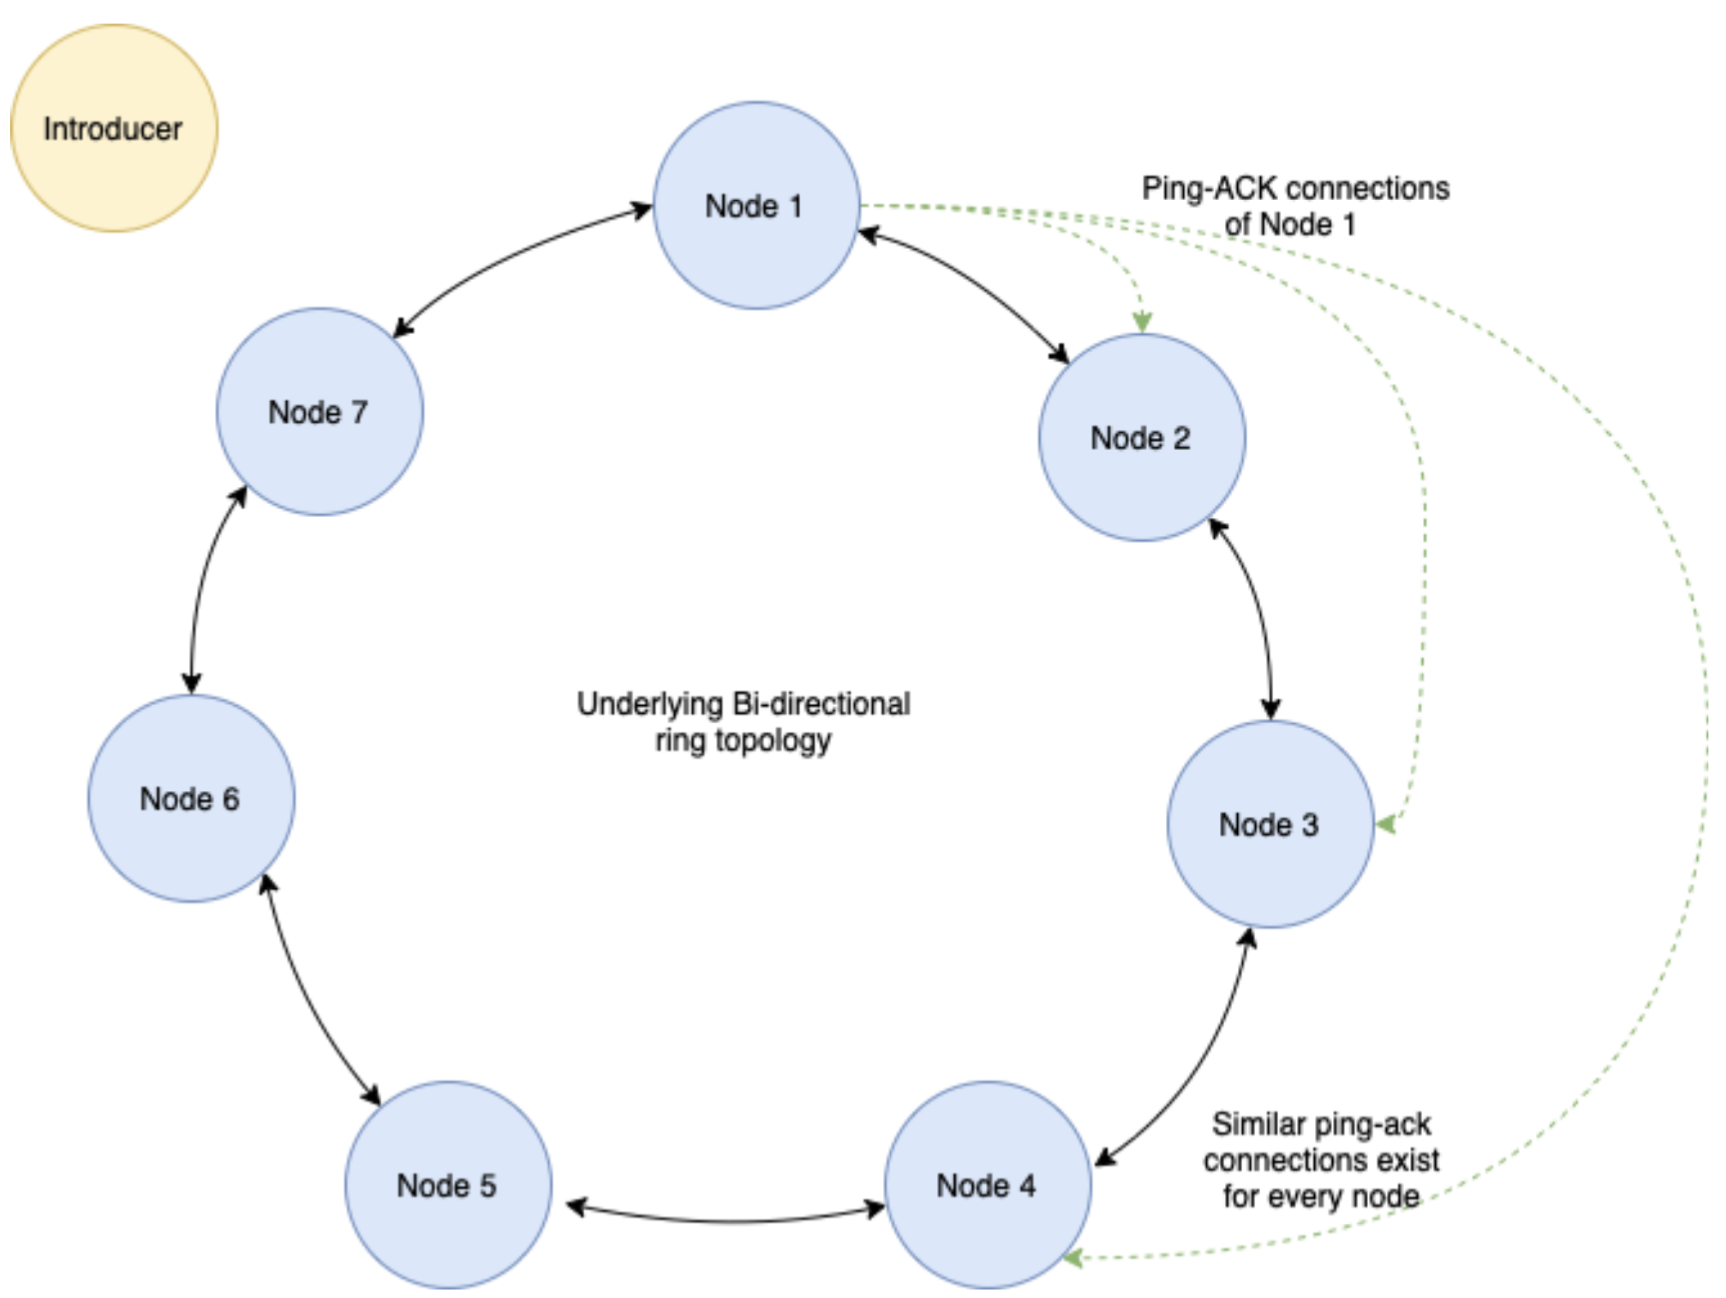 Introducer
Node 1
Ping-ACK connections
of Node 1
Node 7
Node 2
Underlying Bi-directional
ring topology
Node 6
Node 3
Similar ping-ack
connections exist
for every node
Node 5
Node 4